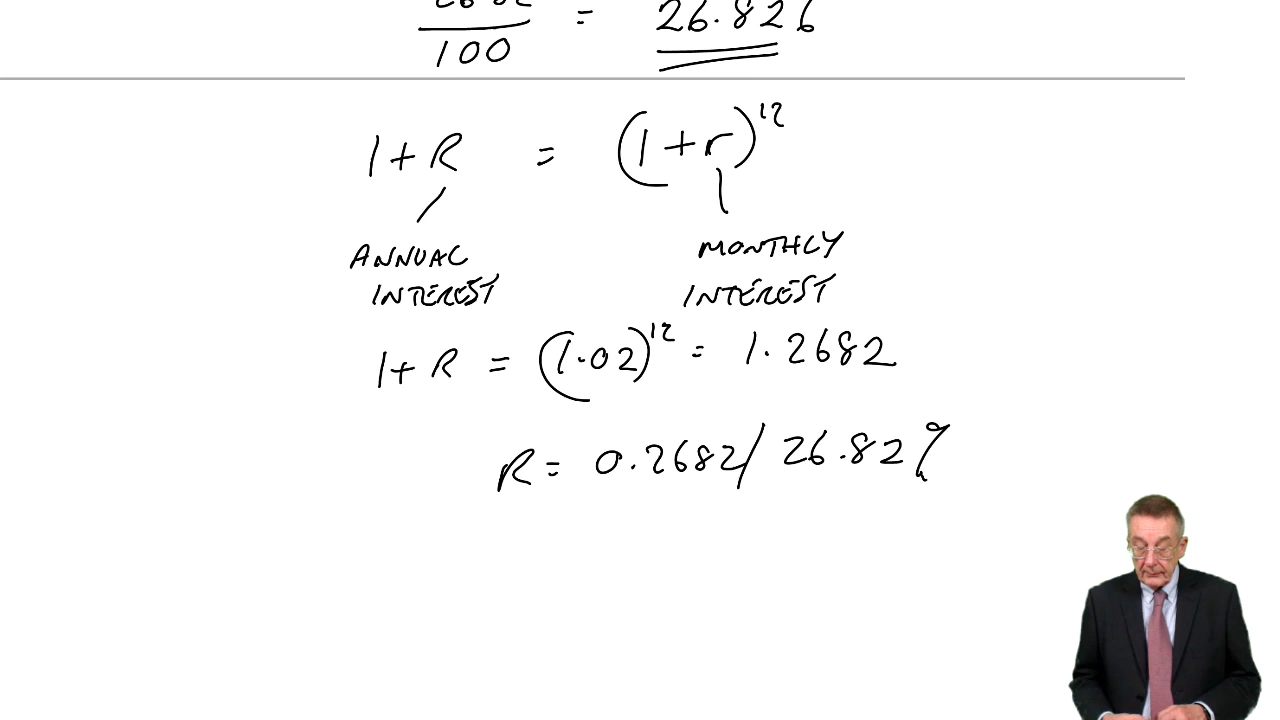 100 = 26.826
1 + R = (1 + r)^12
ANNUAL INTEREST
MONTHLY INTEREST
1 + R = (1.02)^12 = 1.2682
R = 0.2682 / 26.82%